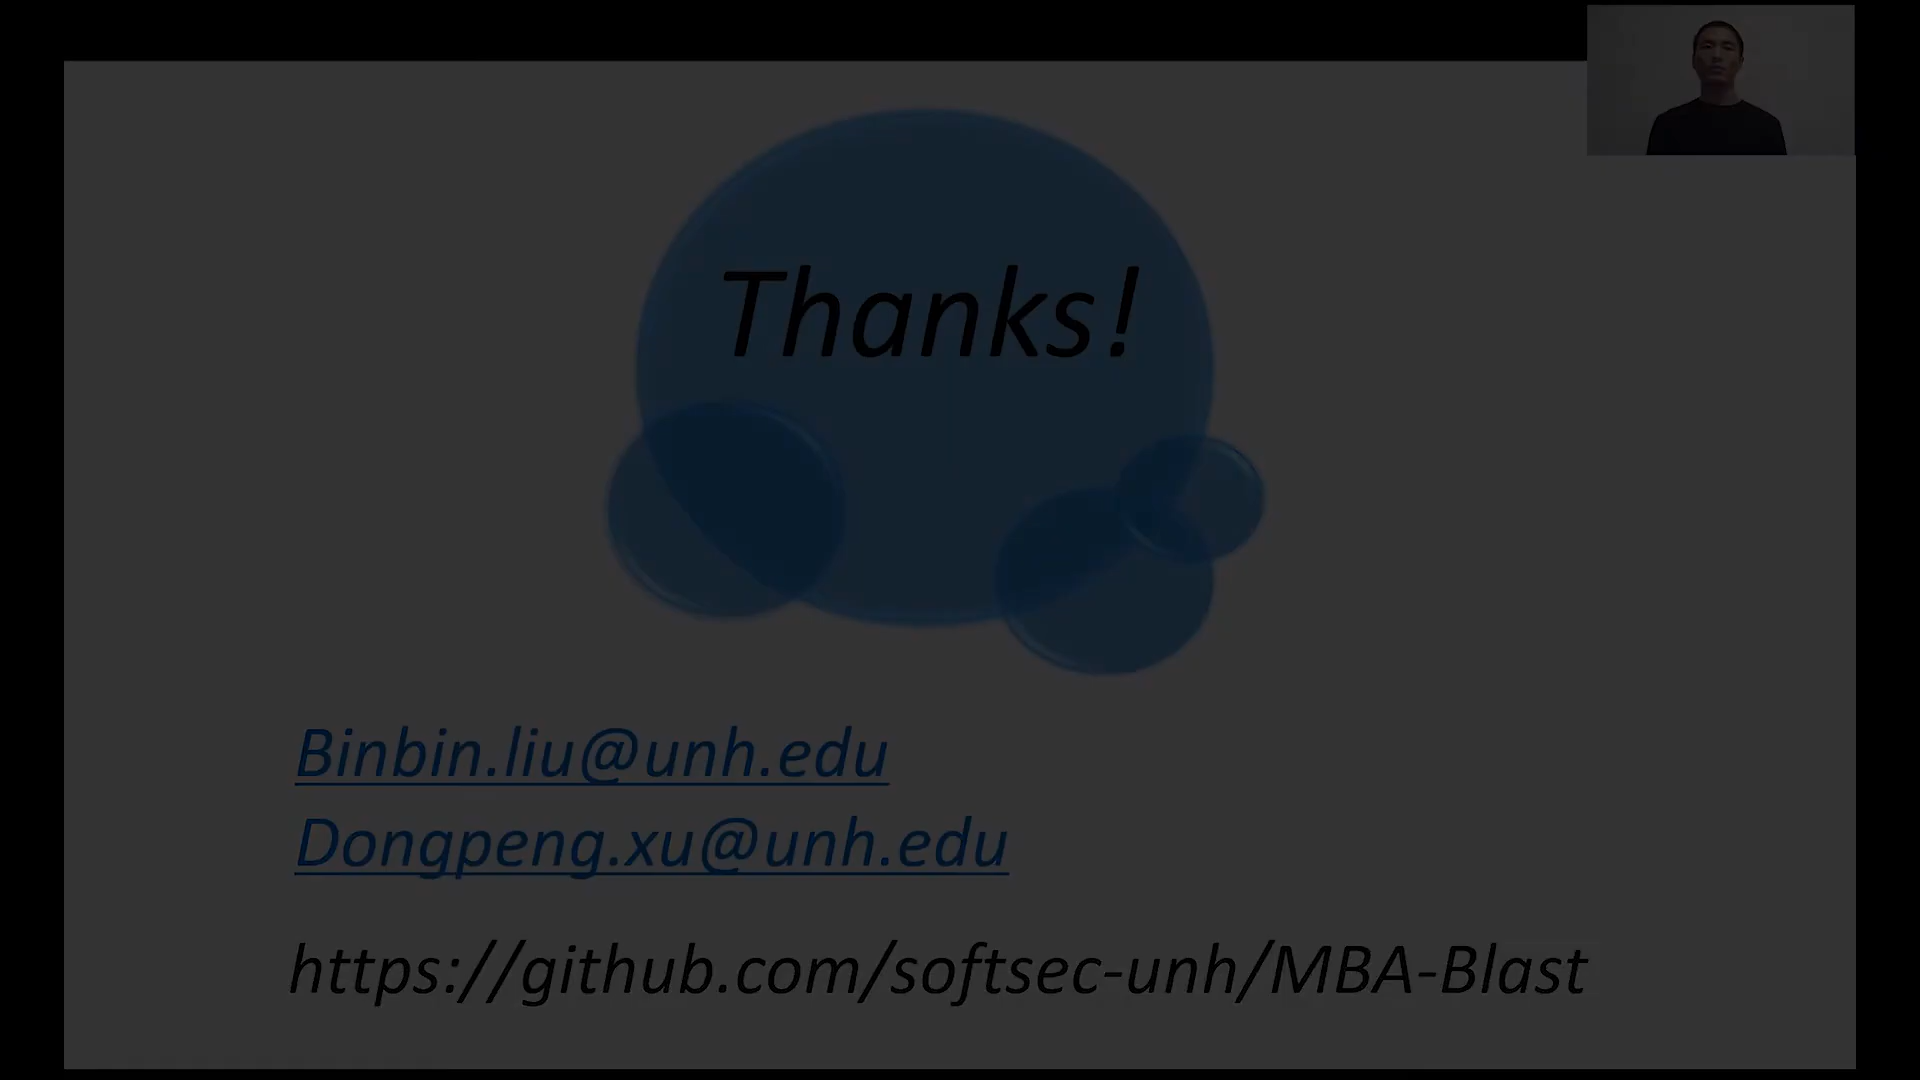 Thanks!
Binbin.liu@unh.edu
Dongpeng.xu@unh.edu
https://github.com/softsec-unh/MBA-Blast